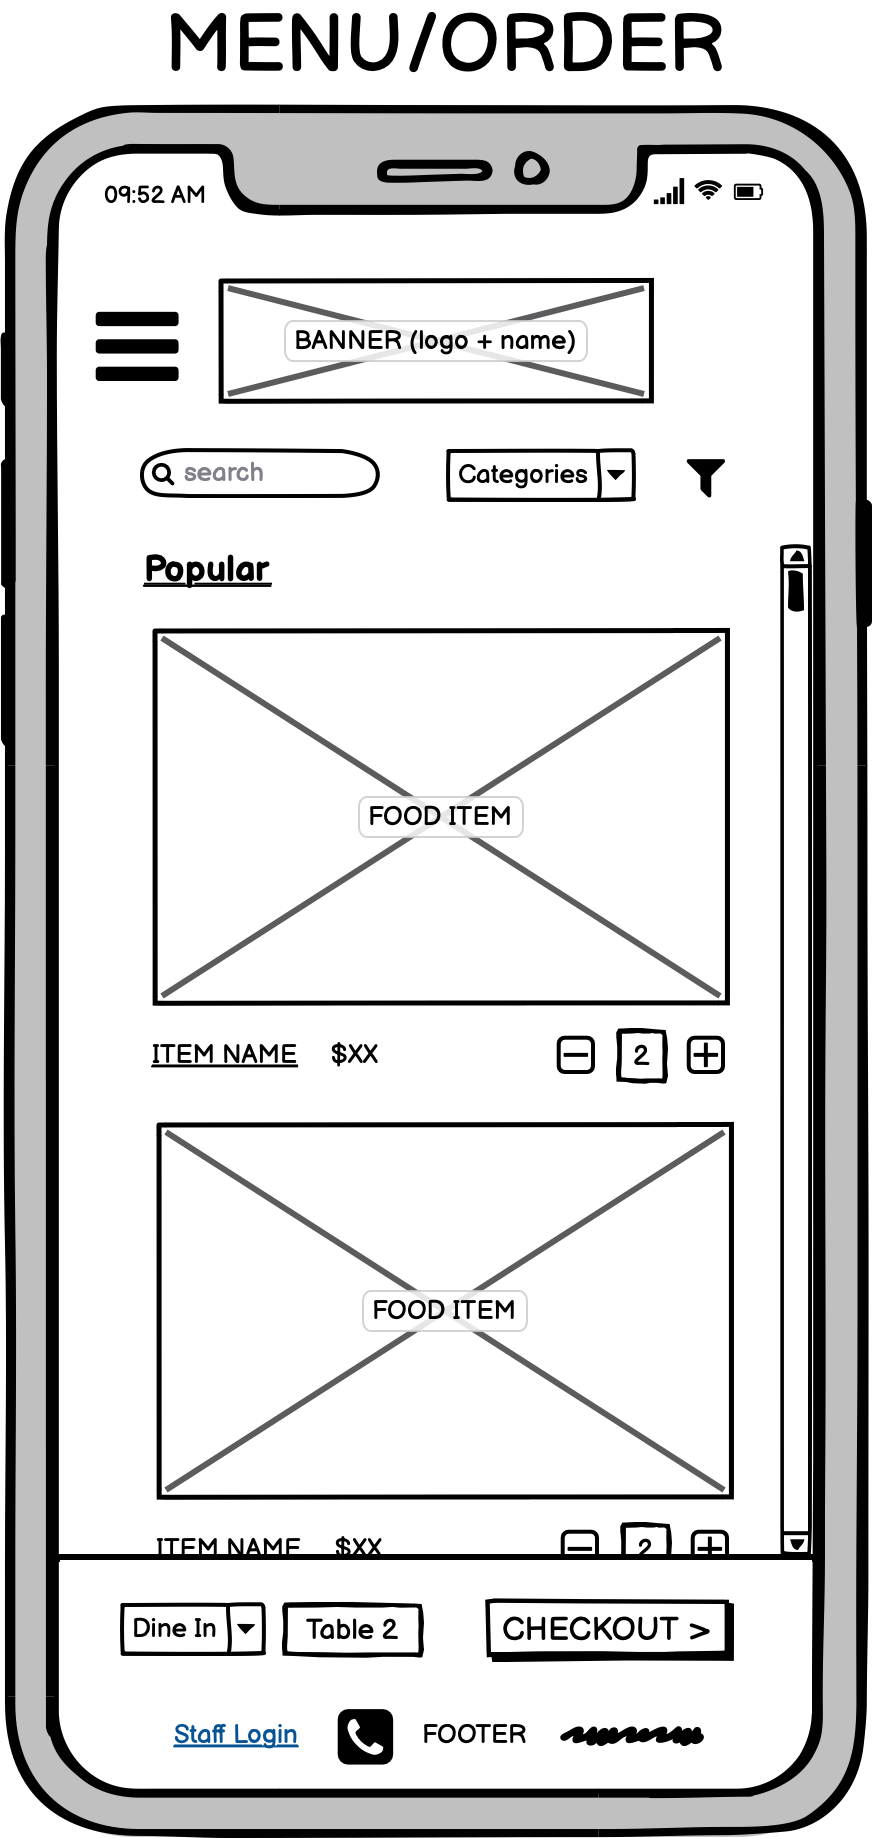 MENU/ORDER
09:52 AM
BANNER (logo + name)
search
Categories
Popular
FOOD ITEM
ITEM NAME $XX 2
FOOD ITEM
ITEM NAME $XX 2
Dine In Table 2 CHECKOUT >
Staff Login FOOTER